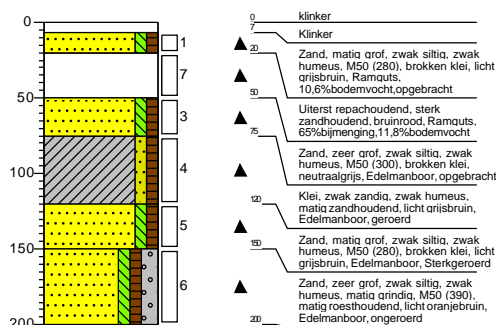 0
50
100
150
200
1
7
3
4
5
6
0
klinker
7
Klinker
20
Zand, matig grof, zwak siltig, zwak
humeus, M50 (280), brokken klei, licht
grijsbruin, Ramguts,
10,6%bodemvocht,opgebracht
50
Uiterst repachoudend, sterk
zandhoudend, bruinrood, Ramguts,
65%bijmenging,11,8%bodemvocht
75
Zand, zeer grof, zwak siltig, zwak
humeus, M50 (300), brokken klei,
neutraalgrijs, Edelmanboor, opgebracht
120
Klei, zwak zandig, zwak humeus,
matig zandhoudend, licht grijsbruin,
Edelmanboor, geroerd
150
Zand, matig grof, zwak siltig, zwak
humeus, M50 (280), brokken klei, licht
grijsbruin, Edelmanboor, Sterkgeroerd
Zand, zeer grof, zwak siltig, zwak
humeus, matig grindig, M50 (390),
matig roesthoudend, licht oranjebruin,
200
Edelmanboor, ongeroerd